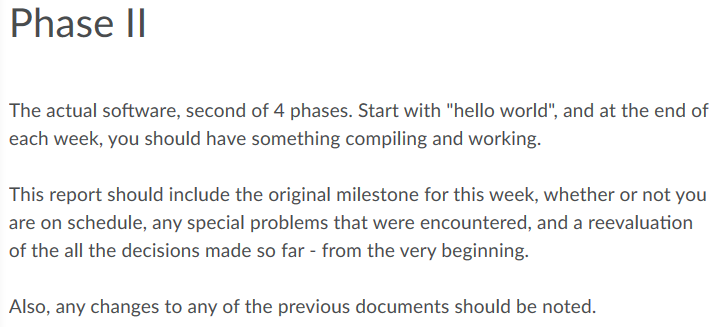 Phase II
The actual software, second of 4 phases. Start with "hello world", and at the end of
each week, you should have something compiling and working.
This report should include the original milestone for this week, whether or not you
are on schedule, any special problems that were encountered, and a reevaluation
of the all the decisions made so far - from the very beginning.
Also, any changes to any of the previous documents should be noted.